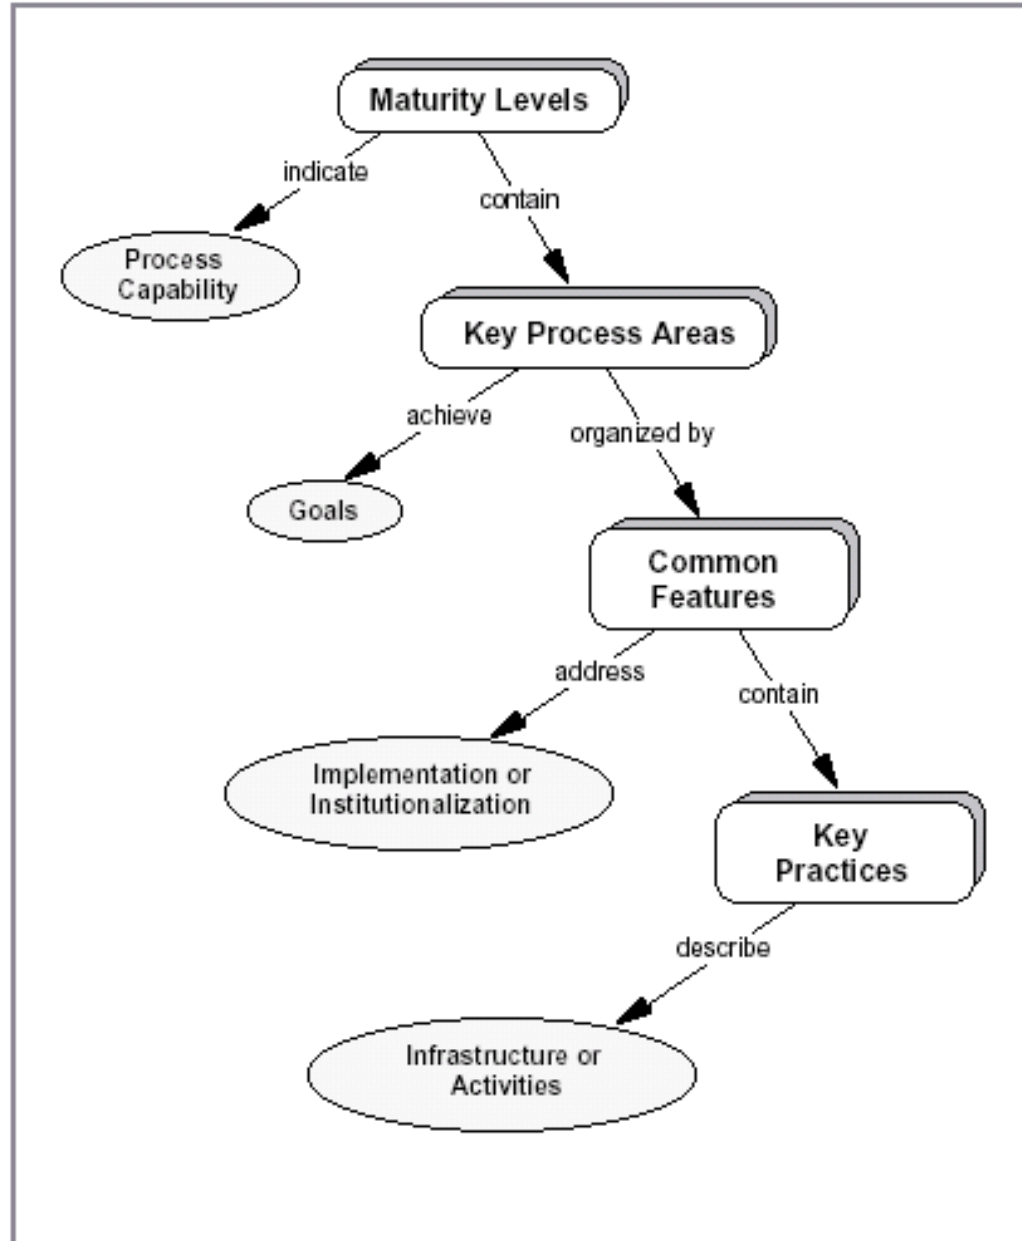 Maturity Levels
indicate
contain
Process
Capability
Key Process Areas
achieve
organized by
Goals
Common
Features
address
contain
Implementation or
Institutionalization
Key
Practices
describe
Infrastructure or
Activities